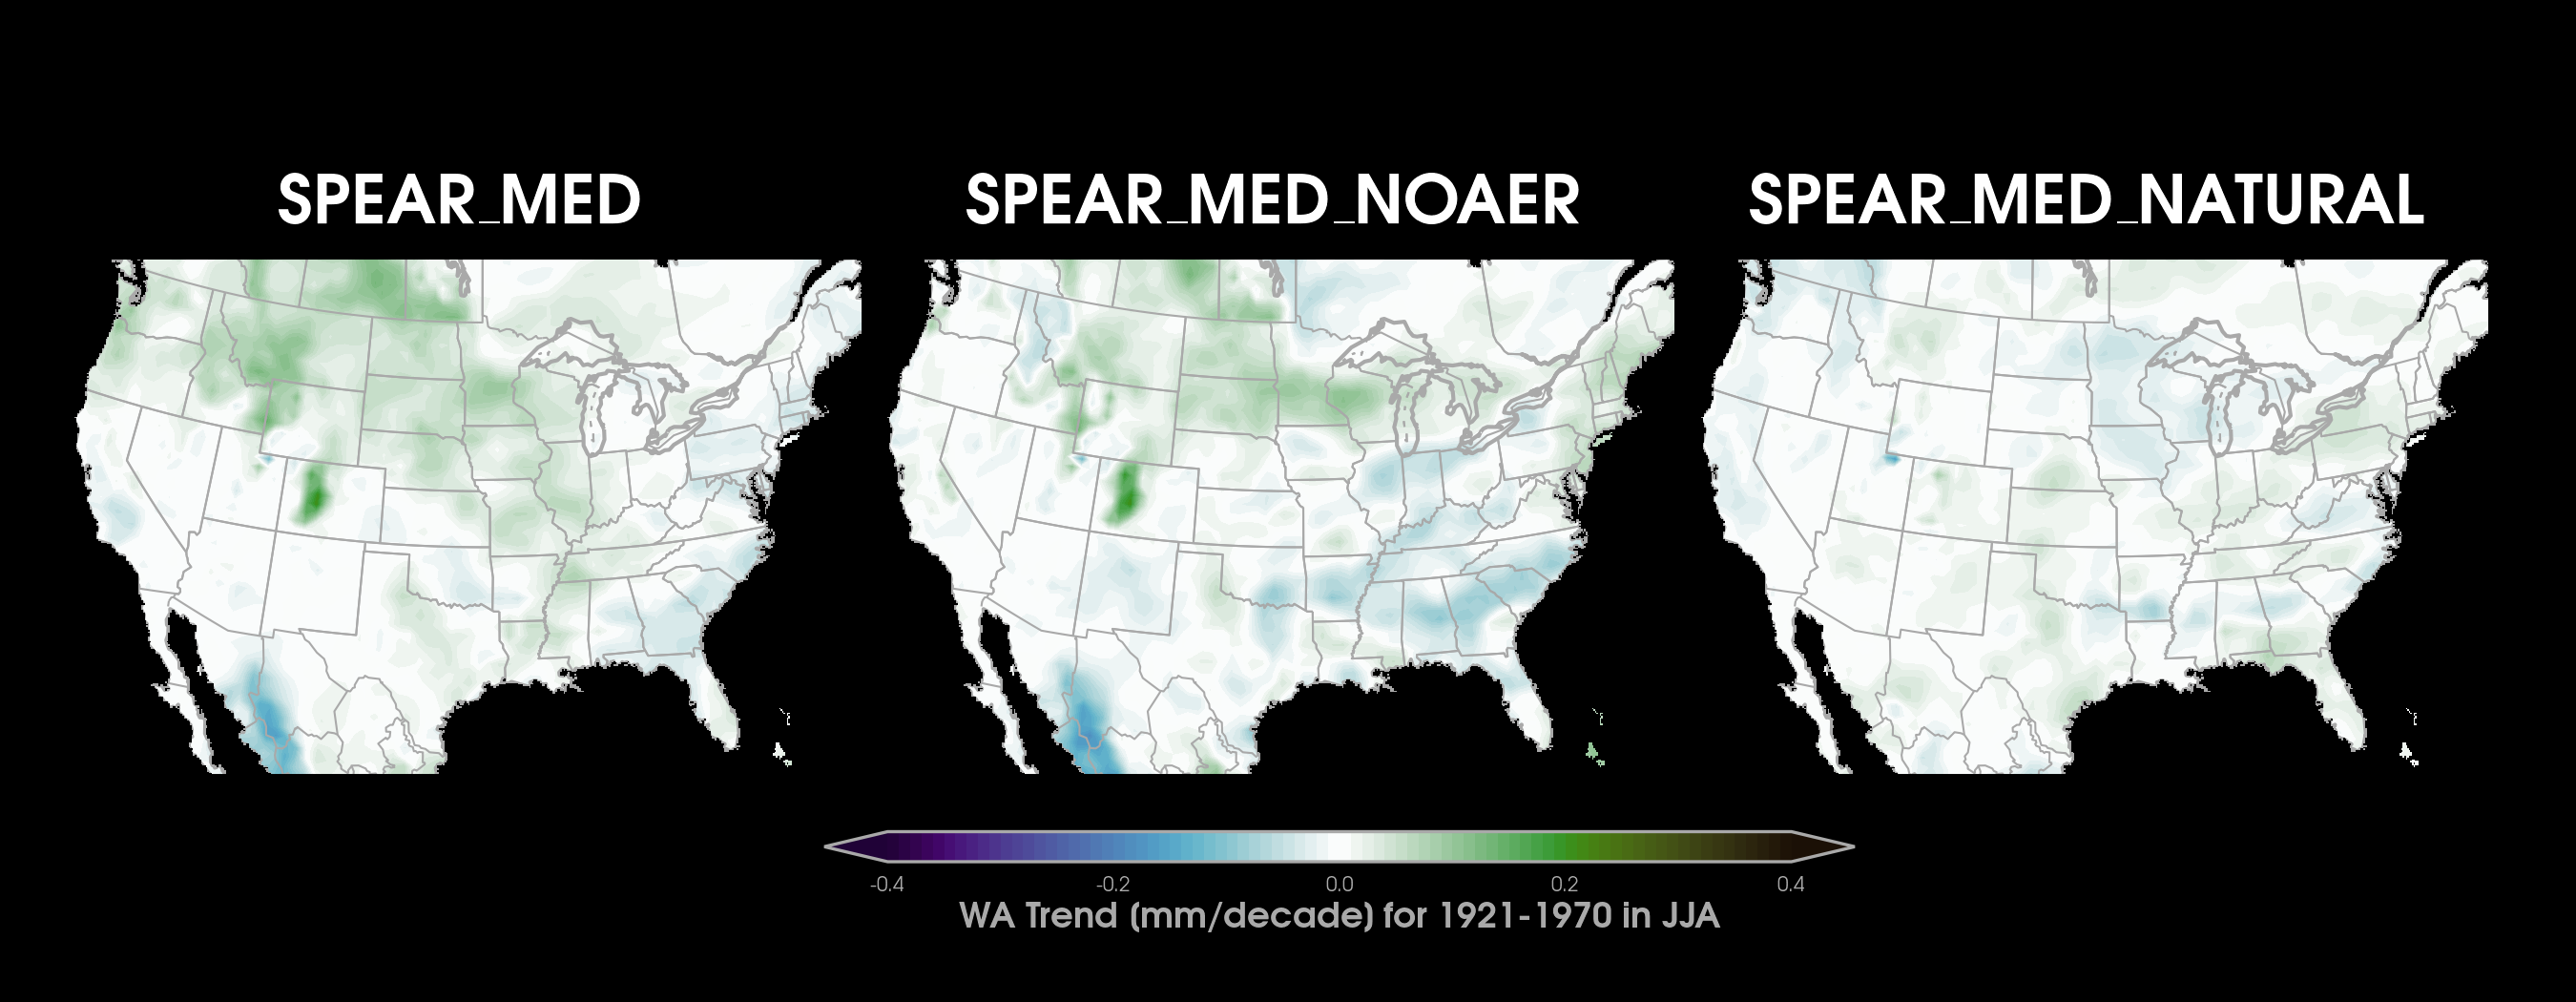 SPEAR_MED SPEAR_MED_NOAER SPEAR_MED_NATURAL
-0.4 -0.2 0.0 0.2 0.4
WA Trend (mm/decade) for 1921-1970 in JJA